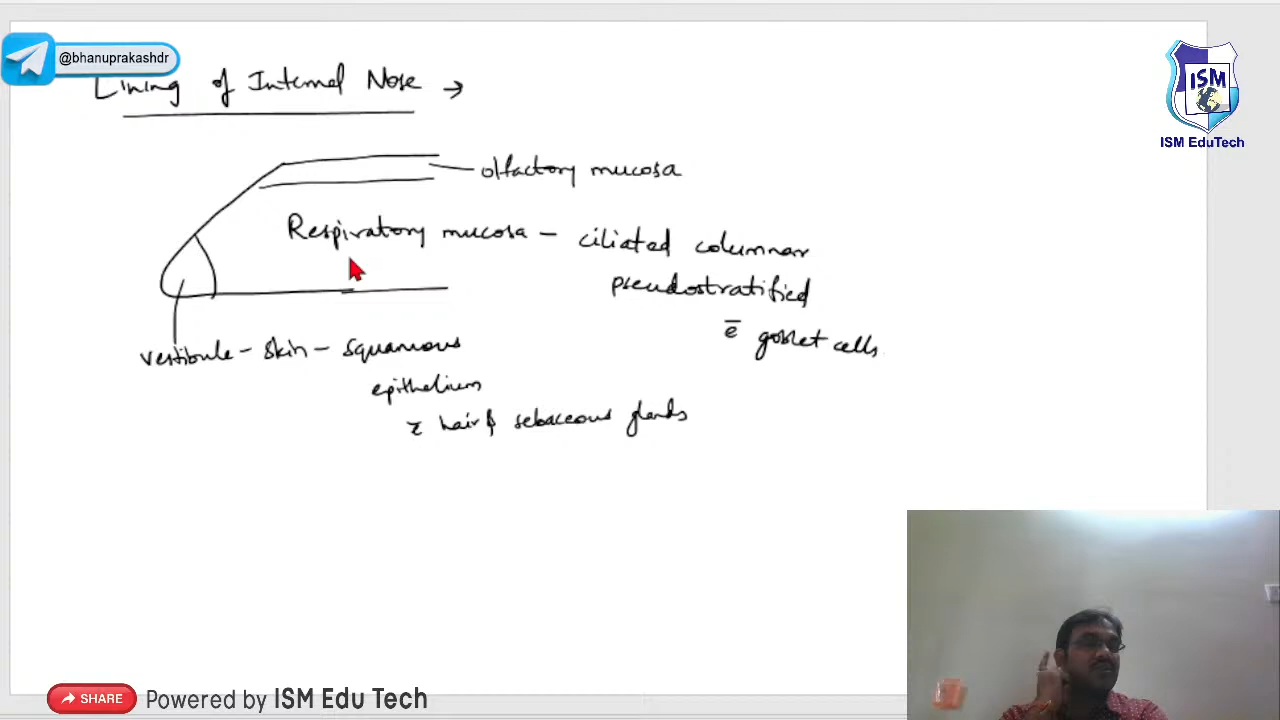 @bhanuprakashdr
Lining of Internal Nose →
ISM
ISM EduTech
olfactory mucosa
Respiratory mucosa – ciliated columnar
pseudostratified
ē goblet cells
vestibule – skin – squamous
epithelium
c̄ hair & sebaceous glands
SHARE
Powered by ISM Edu Tech